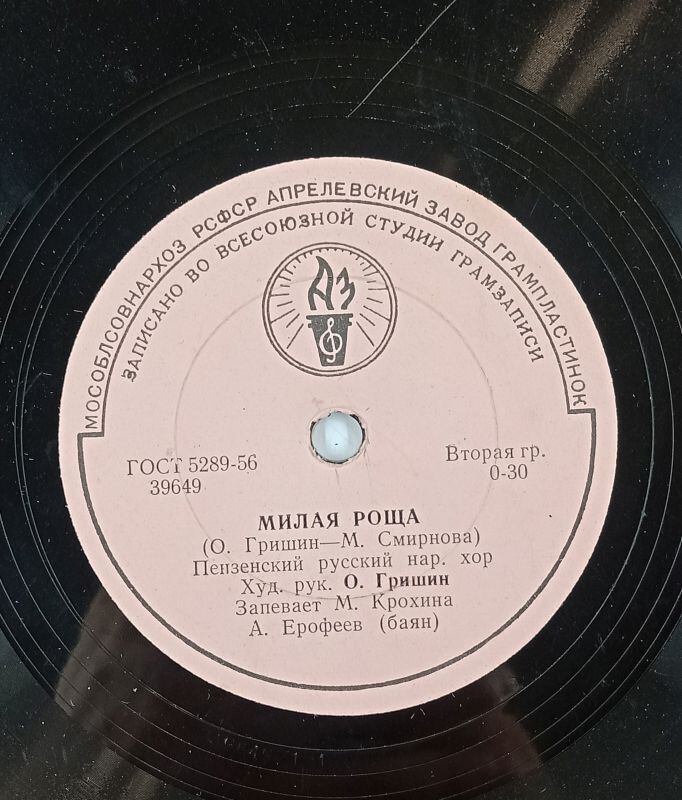 МОСОБЛСОВНАРХОЗ РСФСР АПРЕЛЕВСКИЙ ЗАВОД ГРАМПЛАСТИНОК
ЗАПИСАНО ВО ВСЕСОЮЗНОЙ СТУДИИ ГРАМЗАПИСИ
АЗ
ГОСТ 5289-56
39649
Вторая гр.
0-30
МИЛАЯ РОЩА
(О. Гришин—М. Смирнова)
Пензенский русский нар. хор
Худ. рук. О. Гришин
Запевает М. Крохина
А. Ерофеев (баян)